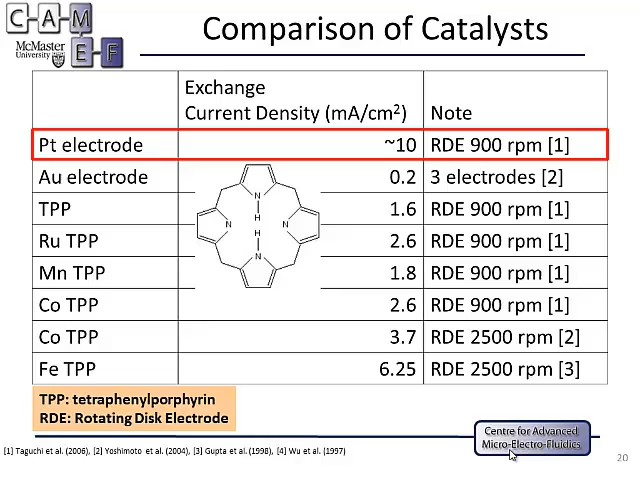 C A M
E F
McMaster
University
Comparison of Catalysts
Exchange
Current Density (mA/cm²) Note
Pt electrode ~10 RDE 900 rpm [1]
Au electrode 0.2 3 electrodes [2]
TPP 1.6 RDE 900 rpm [1]
Ru TPP 2.6 RDE 900 rpm [1]
Mn TPP 1.8 RDE 900 rpm [1]
Co TPP 2.6 RDE 900 rpm [1]
Co TPP 3.7 RDE 2500 rpm [2]
Fe TPP 6.25 RDE 2500 rpm [3]
N
H
N N
H
N
TPP: tetraphenylporphyrin
RDE: Rotating Disk Electrode
Centre for Advanced
Micro-Electro-Fluidics
[1] Taguchi et al. (2006), [2] Yoshimoto et al. (2004), [3] Gupta et al. (1998), [4] Wu et al. (1997)
20